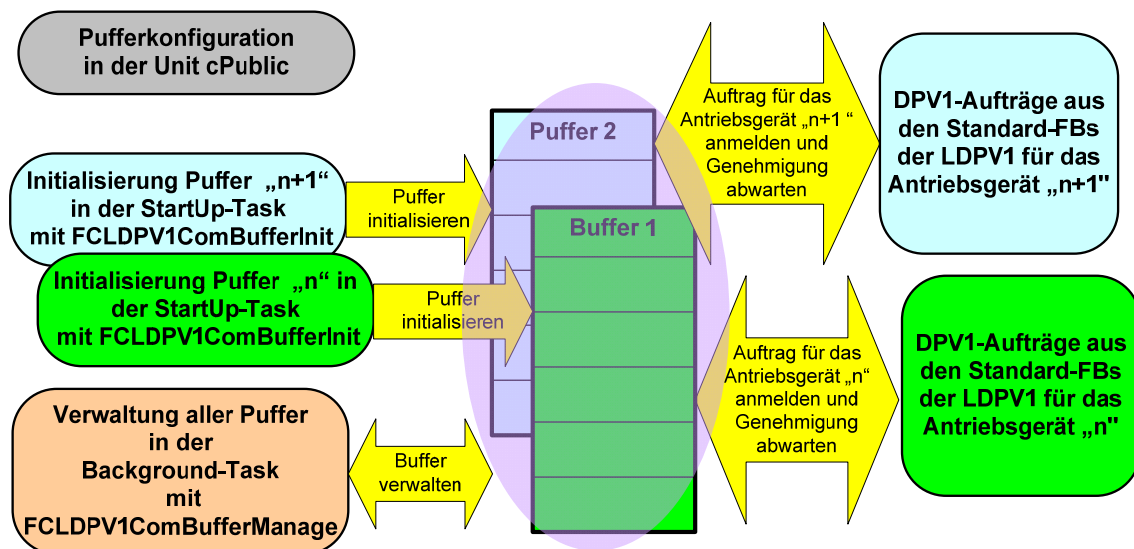 Pufferkonfiguration
in der Unit cPublic
Initialisierung Puffer „n+1“
in der StartUp-Task
mit FCLDPV1ComBufferInit
Initialisierung Puffer „n“ in
der StartUp-Task
mit FCLDPV1ComBufferInit
Verwaltung aller Puffer
in der
Background-Task
mit
FCLDPV1ComBufferManage
Puffer
initialisieren
Puffer
initialisieren
Buffer
verwalten
Puffer 2
Buffer 1
Auftrag für das
Antriebsgerät „n+1 “
anmelden und
Genehmigung
abwarten
Auftrag für das
Antriebsgerät „n“
anmelden und
Genehmigung
abwarten
DPV1-Aufträge aus
den Standard-FBs
der LDPV1 für das
Antriebsgerät „n+1"
DPV1-Aufträge aus
den Standard-FBs
der LDPV1 für das
Antriebsgerät „n"